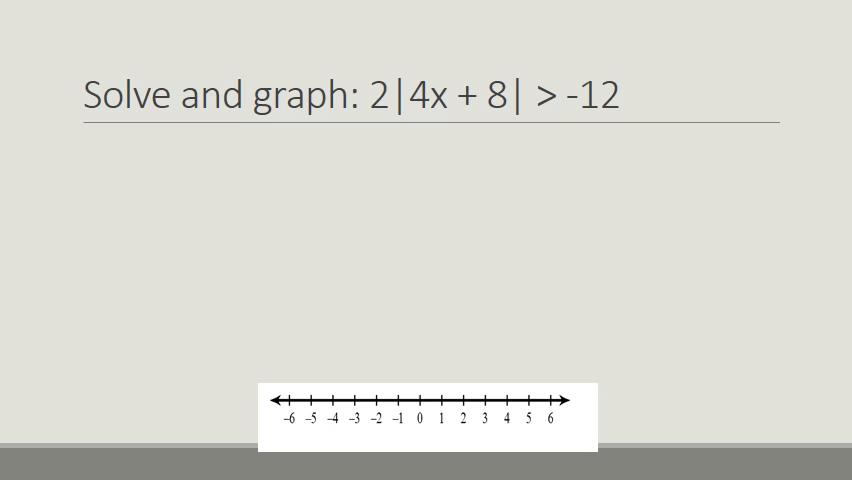 Solve and graph: 2|4x + 8| > -12
–6 –5 –4 –3 –2 –1 0 1 2 3 4 5 6